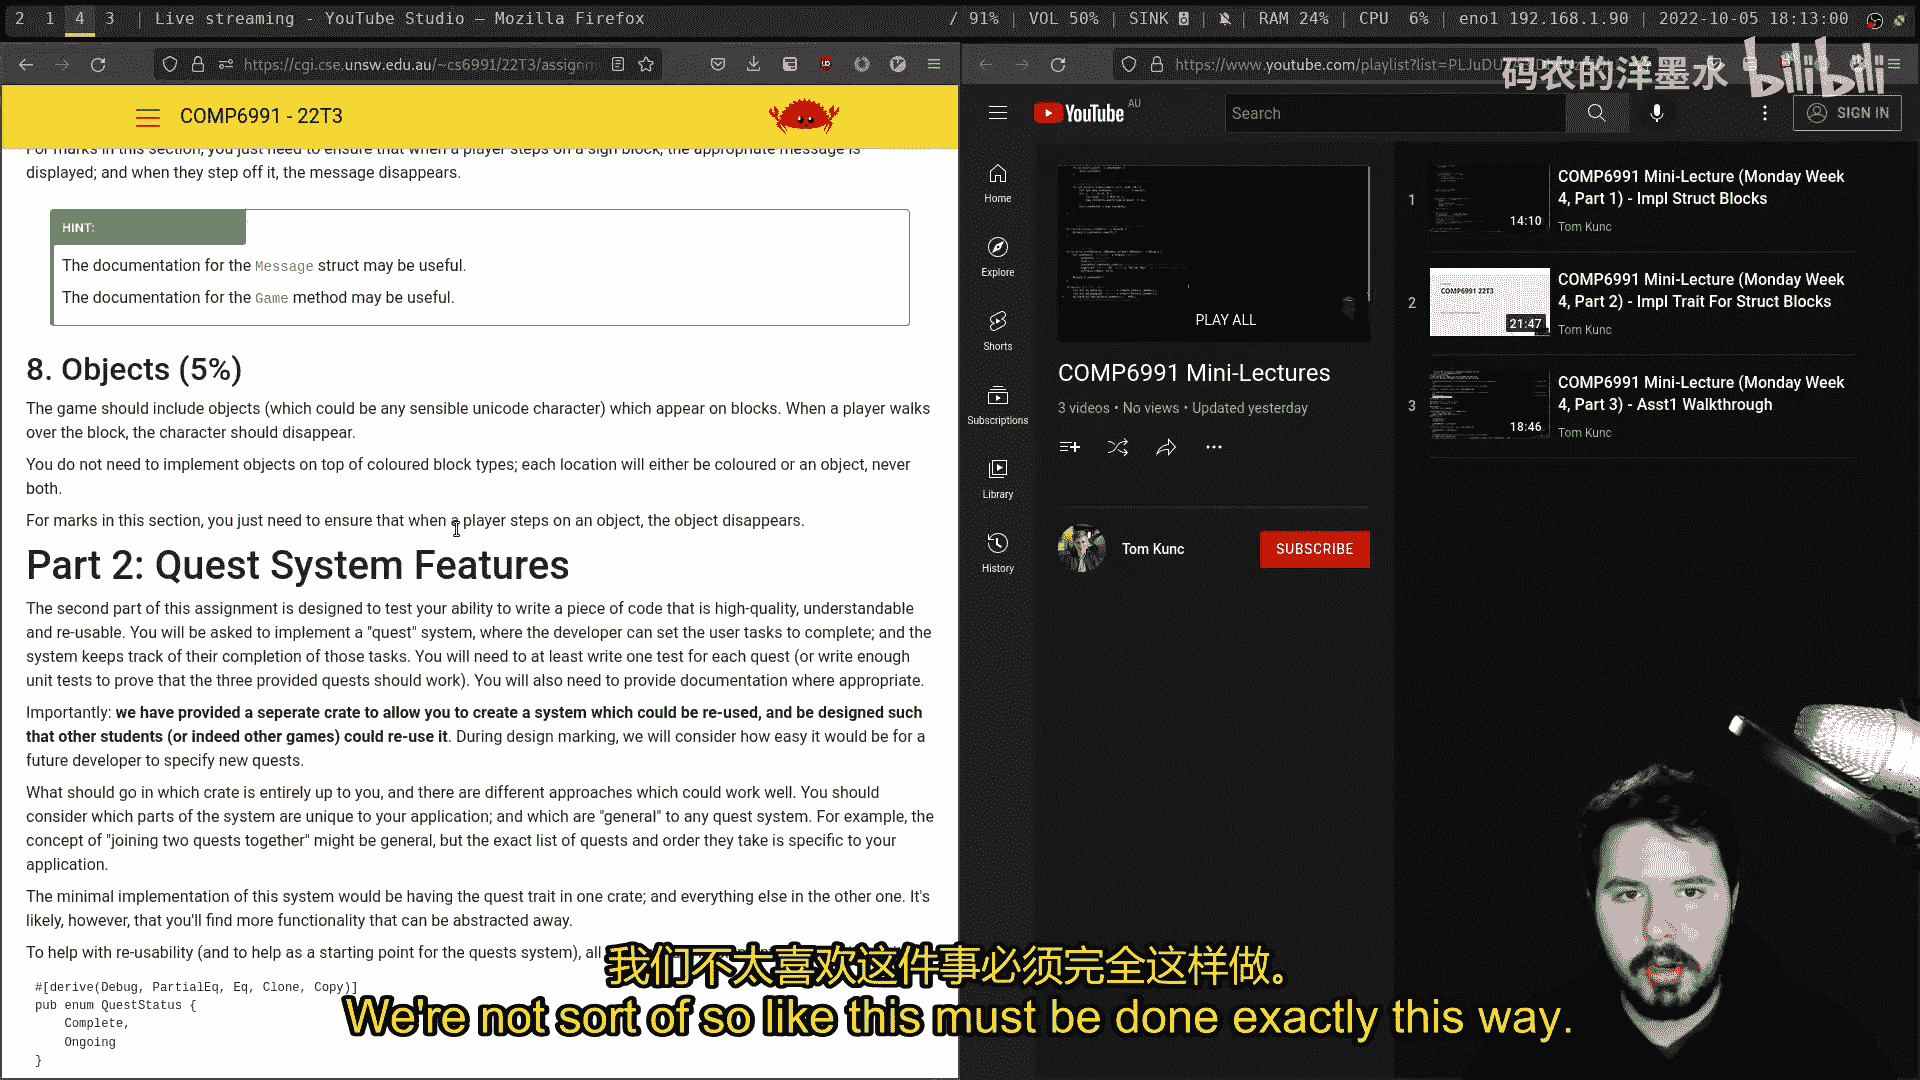 2 1 4 3 | Live streaming - YouTube Studio — Mozilla Firefox
/ 91% | VOL 50% | SINK | RAM 24% | CPU 6% | eno1 192.168.1.90 | 2022-10-05 18:13:00
https://cgi.cse.unsw.edu.au/~cs6991/22T3/assignm
COMP6991 - 22T3
For marks in this section, you just need to ensure that when a player steps on a sign block, the appropriate message is
displayed; and when they step off it, the message disappears.
HINT:
The documentation for the Message struct may be useful.
The documentation for the Game method may be useful.
8. Objects (5%)
The game should include objects (which could be any sensible unicode character) which appear on blocks. When a player walks
over the block, the character should disappear.
You do not need to implement objects on top of coloured block types; each location will either be coloured or an object, never
both.
For marks in this section, you just need to ensure that when a player steps on an object, the object disappears.
Part 2: Quest System Features
The second part of this assignment is designed to test your ability to write a piece of code that is high-quality, understandable
and re-usable. You will be asked to implement a "quest" system, where the developer can set the user tasks to complete; and the
system keeps track of their completion of those tasks. You will need to at least write one test for each quest (or write enough
unit tests to prove that the three provided quests should work). You will also need to provide documentation where appropriate.
Importantly: we have provided a seperate crate to allow you to create a system which could be re-used, and be designed such
that other students (or indeed other games) could re-use it. During design marking, we will consider how easy it would be for a
future developer to specify new quests.
What should go in which crate is entirely up to you, and there are different approaches which could work well. You should
consider which parts of the system are unique to your application; and which are "general" to any quest system. For example, the
concept of "joining two quests together" might be general, but the exact list of quests and order they take is specific to your
application.
The minimal implementation of this system would be having the quest trait in one crate; and everything else in the other one. It's
likely, however, that you'll find more functionality that can be abstracted away.
To help with re-usability (and to help as a starting point for the quests system), all
#[derive(Debug, PartialEq, Eq, Clone, Copy)]
pub enum QuestStatus {
Complete,
Ongoing
}
https://www.youtube.com/playlist?list=PLJuDU
码农的洋墨水 bilibili
YouTube AU
Search
SIGN IN
Home
Explore
Shorts
Subscriptions
Library
History
PLAY ALL
COMP6991 Mini-Lectures
3 videos • No views • Updated yesterday
Tom Kunc
SUBSCRIBE
1
14:10
COMP6991 Mini-Lecture (Monday Week
4, Part 1) - Impl Struct Blocks
Tom Kunc
2
COMP6991 22T3
21:47
COMP6991 Mini-Lecture (Monday Week
4, Part 2) - Impl Trait For Struct Blocks
Tom Kunc
3
18:46
COMP6991 Mini-Lecture (Monday Week
4, Part 3) - Asst1 Walkthrough
Tom Kunc
我们不太喜欢这件事必须完全这样做。
We're not sort of so like this must be done exactly this way.